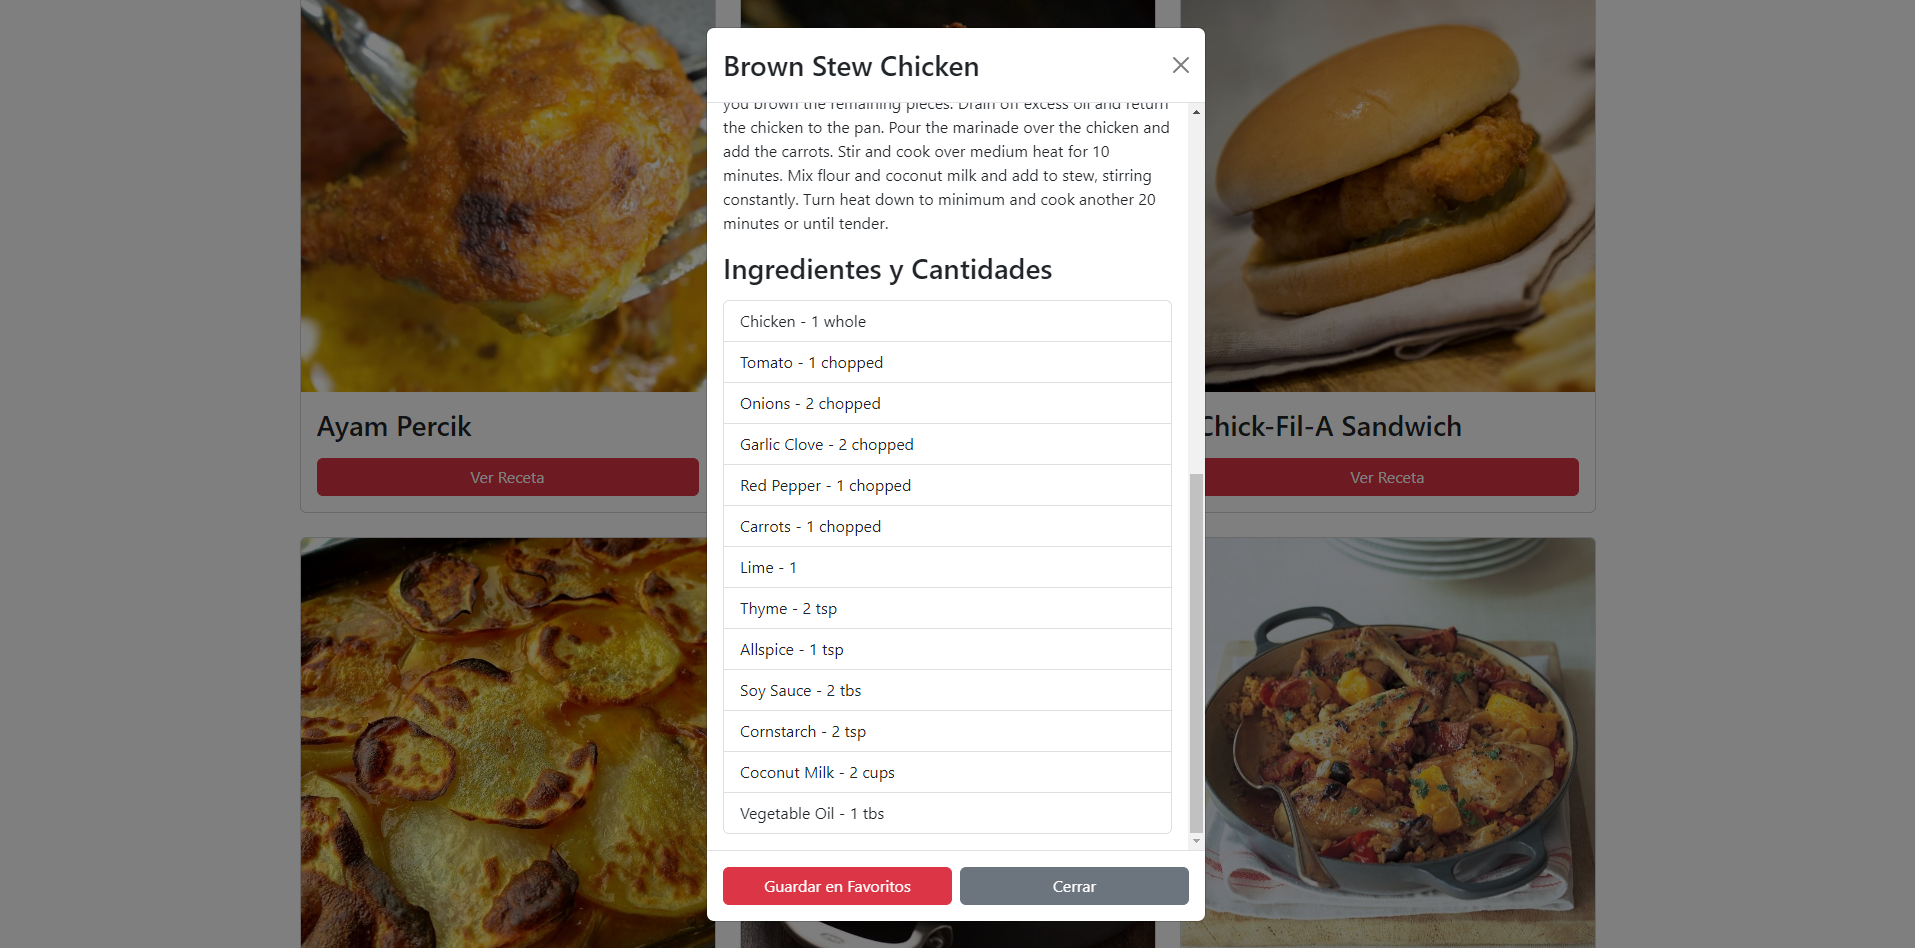 Brown Stew Chicken
you brown the remaining pieces. Drain off excess oil and return
the chicken to the pan. Pour the marinade over the chicken and
add the carrots. Stir and cook over medium heat for 10
minutes. Mix flour and coconut milk and add to stew, stirring
constantly. Turn heat down to minimum and cook another 20
minutes or until tender.
Ingredientes y Cantidades
Chicken - 1 whole
Tomato - 1 chopped
Onions - 2 chopped
Garlic Clove - 2 chopped
Red Pepper - 1 chopped
Carrots - 1 chopped
Lime - 1
Thyme - 2 tsp
Allspice - 1 tsp
Soy Sauce - 2 tbs
Cornstarch - 2 tsp
Coconut Milk - 2 cups
Vegetable Oil - 1 tbs
Guardar en Favoritos
Cerrar
Ayam Percik
Ver Receta
Chick-Fil-A Sandwich
Ver Receta